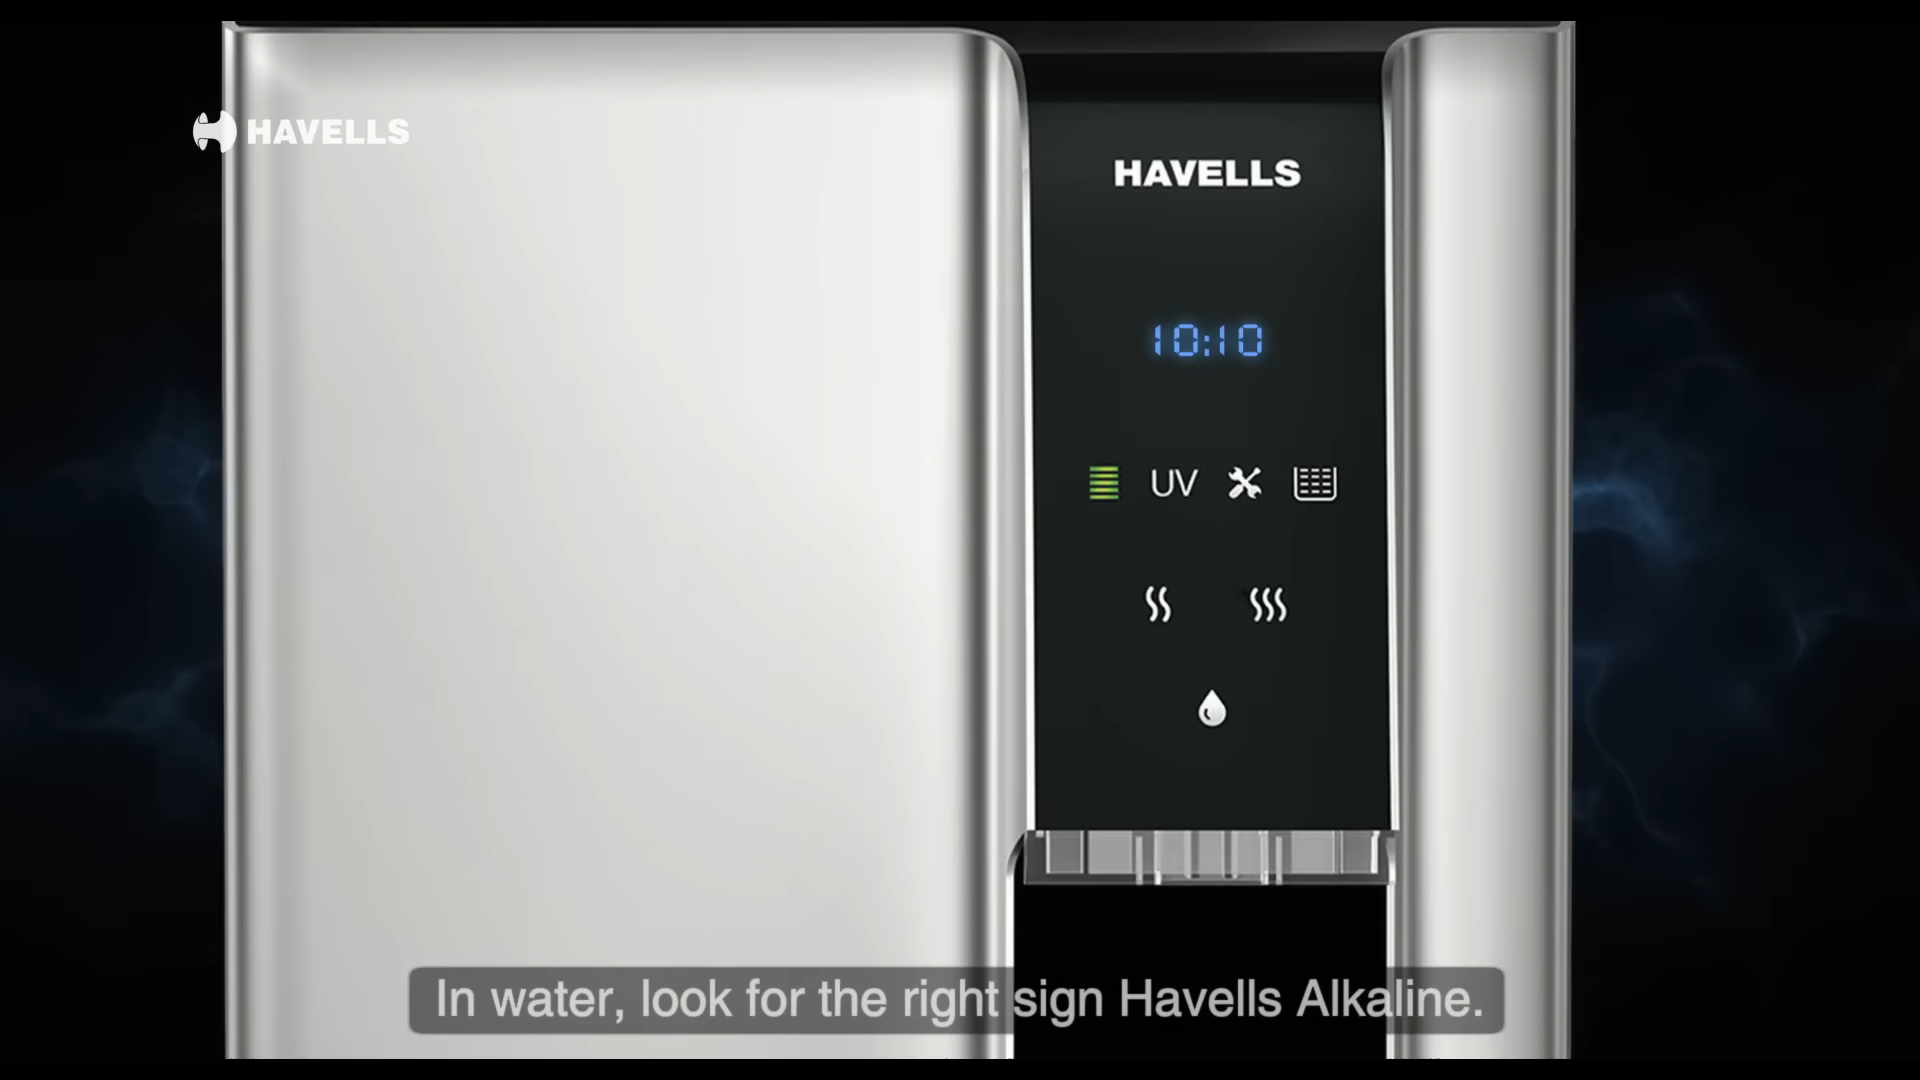 HAVELLS
HAVELLS
10:10
UV
In water, look for the right sign Havells Alkaline.